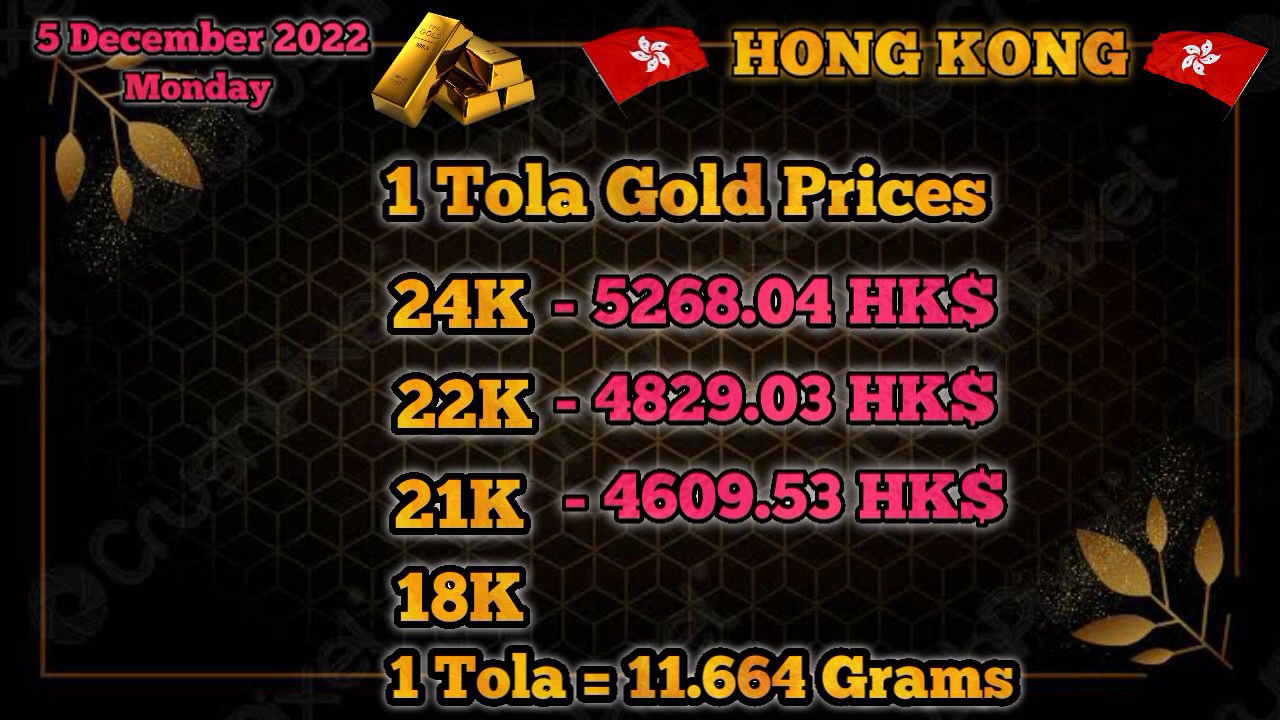 5 December 2022
Monday
HONG KONG
1 Tola Gold Prices
24K - 5268.04 HK$
22K - 4829.03 HK$
21K - 4609.53 HK$
18K
1 Tola = 11.664 Grams